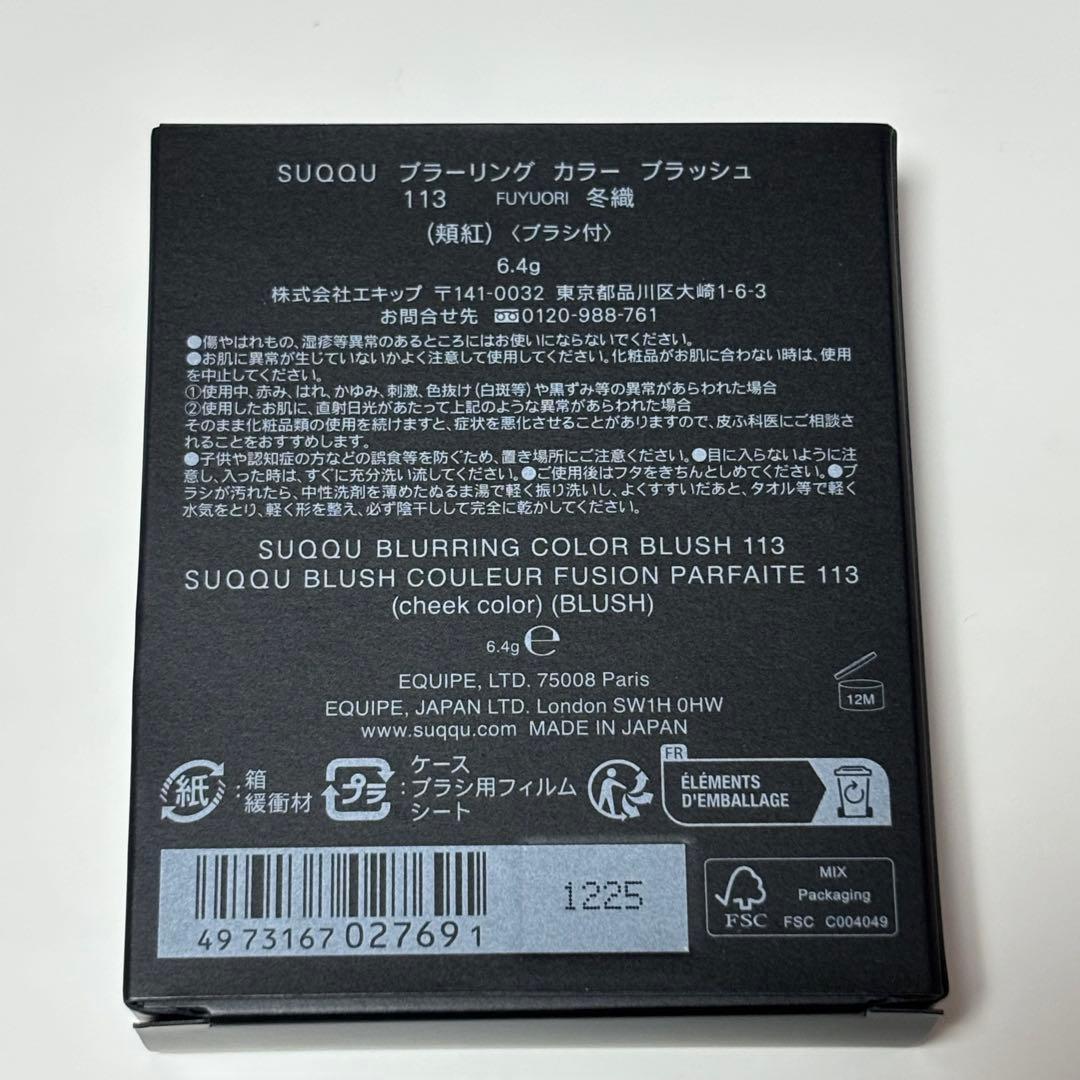 SUQQU ブラーリング カラー ブラッシュ
113 FUYUORI 冬織
(頬紅)〈ブラシ付〉
6.4g
株式会社エキップ 〒141-0032 東京都品川区大崎1-6-3
お問合せ先 0120-988-761
●傷やはれもの、湿疹等異常のあるところにはお使いにならないでください。
●お肌に異常が生じていないかよく注意して使用してください。化粧品がお肌に合わない時は、使用
を中止してください。
①使用中、赤み、はれ、かゆみ、刺激、色抜け(白斑等)や黒ずみ等の異常があらわれた場合
②使用したお肌に、直射日光があたって上記のような異常があらわれた場合
そのまま化粧品類の使用を続けますと、症状を悪化させることがありますので、皮ふ科医にご相談さ
れることをおすすめします。
●子供や認知症の方などの誤食等を防ぐため、置き場所にご注意ください。●目に入らないように注
意し、入った時は、すぐに充分洗い流してください。●ご使用後はフタをきちんとしめてください。●ブ
ラシが汚れたら、中性洗剤を薄めたぬるま湯で軽く振り洗いし、よくすすいだあと、タオル等で軽く
水気をとり、軽く形を整え、必ず陰干しして完全に乾かしてください。
SUQQU BLURRING COLOR BLUSH 113
SUQQU BLUSH COULEUR FUSION PARFAITE 113
(cheek color) (BLUSH)
6.4g e
EQUIPE, LTD. 75008 Paris
EQUIPE, JAPAN LTD. London SW1H 0HW
www.suqqu.com MADE IN JAPAN
12M
紙:箱
緩衝材
プラ:ケース
ブラシ用フィルム
シート
FR
ÉLÉMENTS
D'EMBALLAGE
4973167027691
1225
MIX
Packaging
FSC FSC C004049